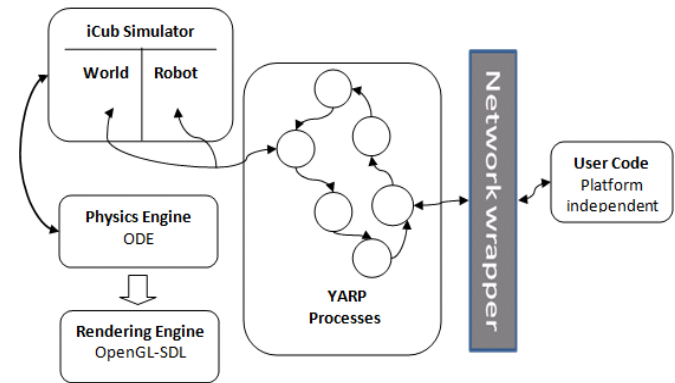 iCub Simulator
World Robot
Physics Engine
ODE
Rendering Engine
OpenGL-SDL
YARP
Processes
Network wrapper
User Code
Platform
independent